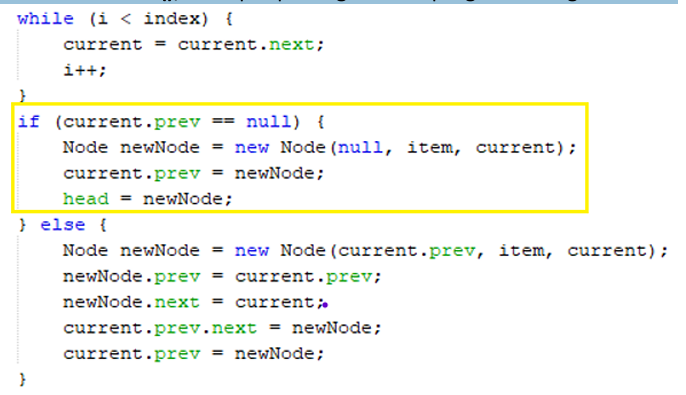 while (i < index) {
    current = current.next;
    i++;
}
if (current.prev == null) {
    Node newNode = new Node(null, item, current);
    current.prev = newNode;
    head = newNode;
} else {
    Node newNode = new Node(current.prev, item, current);
    newNode.prev = current.prev;
    newNode.next = current;
    current.prev.next = newNode;
    current.prev = newNode;
}